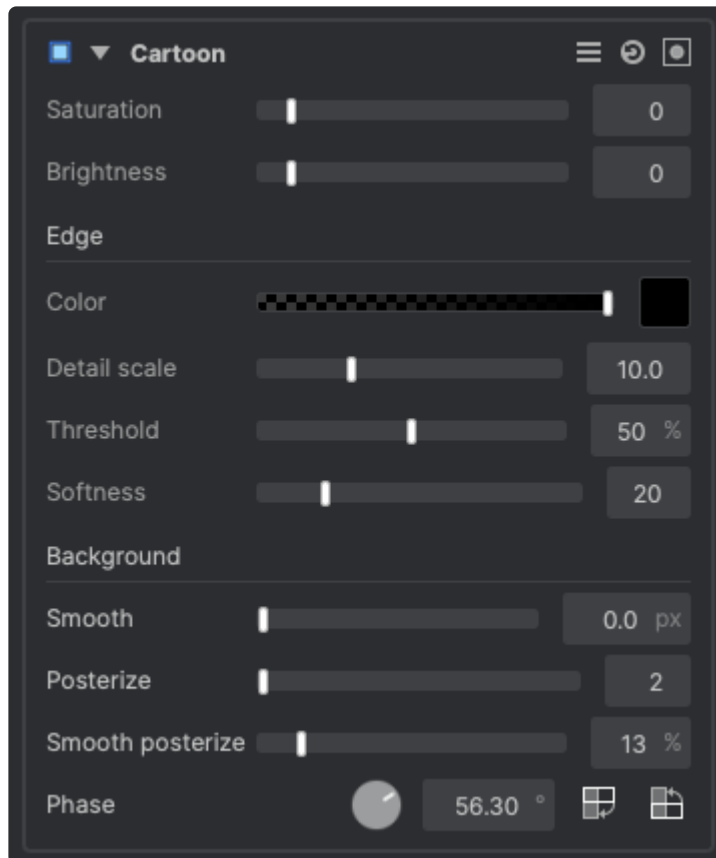 Cartoon
Saturation 0
Brightness 0
Edge
Color
Detail scale 10.0
Threshold 50 %
Softness 20
Background
Smooth 0.0 px
Posterize 2
Smooth posterize 13 %
Phase 56.30 °